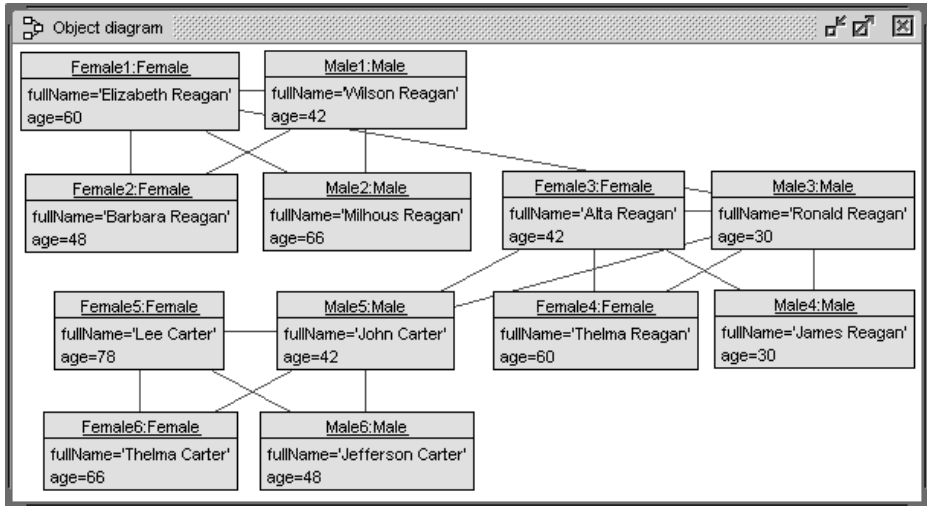 Object diagram
Female1:Female
fullName='Elizabeth Reagan'
age=60
Male1:Male
fullName='Wilson Reagan'
age=42
Female2:Female
fullName='Barbara Reagan'
age=48
Male2:Male
fullName='Milhous Reagan'
age=66
Female3:Female
fullName='Alta Reagan'
age=42
Male3:Male
fullName='Ronald Reagan'
age=30
Female5:Female
fullName='Lee Carter'
age=78
Male5:Male
fullName='John Carter'
age=42
Female4:Female
fullName='Thelma Reagan'
age=60
Male4:Male
fullName='James Reagan'
age=30
Female6:Female
fullName='Thelma Carter'
age=66
Male6:Male
fullName='Jefferson Carter'
age=48